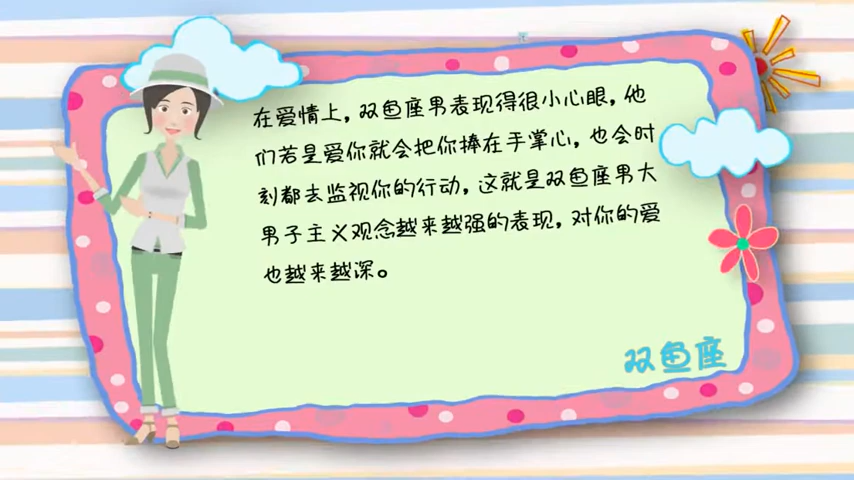 在爱情上，双鱼座男表现得很小心眼，他
们若是爱你就会把你捧在手掌心，也会时
刻都去监视你的行动，这就是双鱼座男大
男子主义观念越来越强的表现，对你的爱
也越来越深。
双鱼座